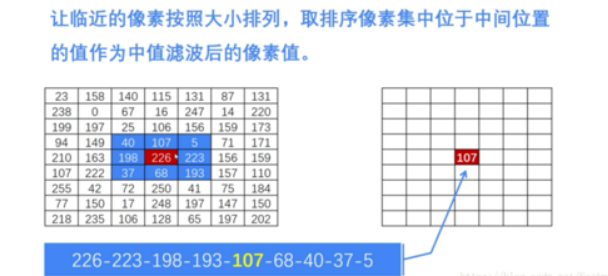 让临近的像素按照大小排列，取排序像素集中位于中间位置
的值作为中值滤波后的像素值。
23 158 140 115 131 87 131
238 0 67 16 247 14 220
199 197 25 106 156 159 173
94 149 40 107 5 71 171
210 163 198 226 223 156 159
107 222 37 68 193 157 110
255 42 72 250 41 75 184
77 150 17 248 197 147 150
218 235 106 128 65 197 202
107
226-223-198-193-107-68-40-37-5